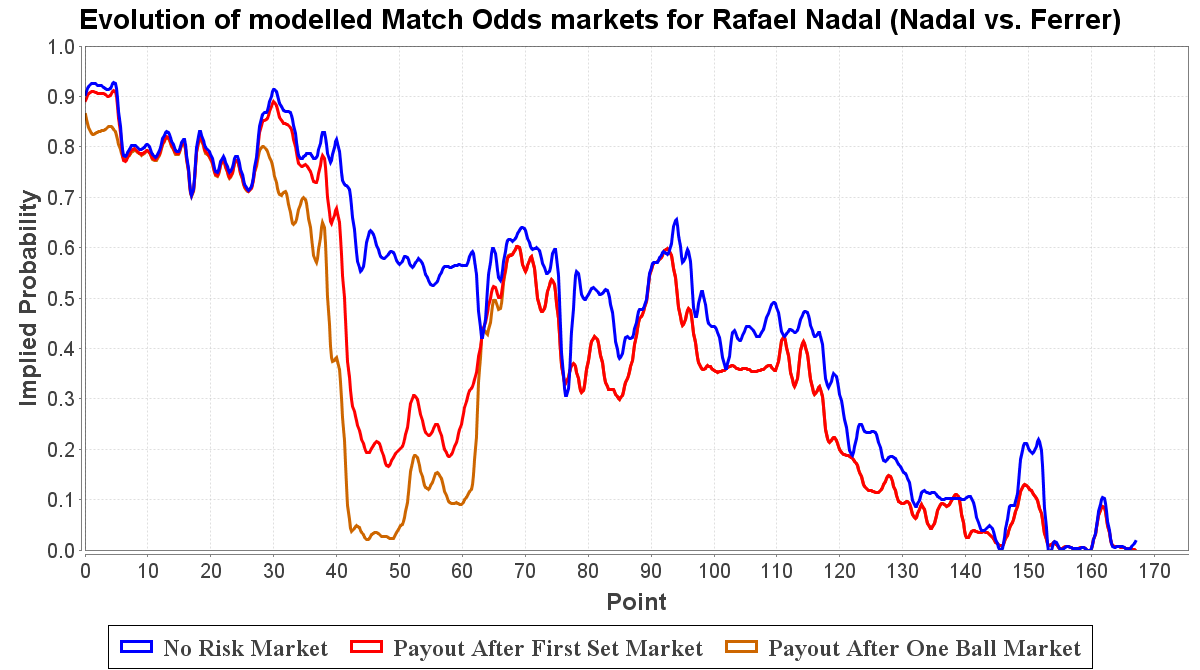 Evolution of modelled Match Odds markets for Rafael Nadal (Nadal vs. Ferrer)
1.0
0.9
0.8
0.7
0.6
0.5
0.4
0.3
0.2
0.1
0.0
Implied Probability
0 10 20 30 40 50 60 70 80 90 100 110 120 130 140 150 160 170
Point
No Risk Market Payout After First Set Market Payout After One Ball Market